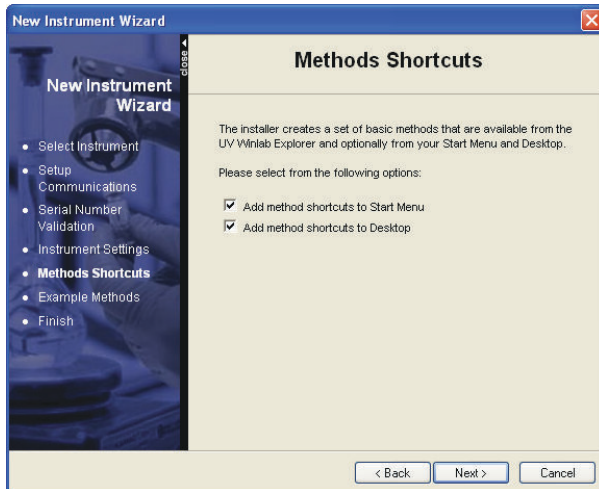 New Instrument Wizard
close
New Instrument
Wizard
Select Instrument
Setup
Communications
Serial Number
Validation
Instrument Settings
Methods Shortcuts
Example Methods
Finish
Methods Shortcuts
The installer creates a set of basic methods that are available from the
UV Winlab Explorer and optionally from your Start Menu and Desktop.
Please select from the following options:
Add method shortcuts to Start Menu
Add method shortcuts to Desktop
< Back
Next >
Cancel